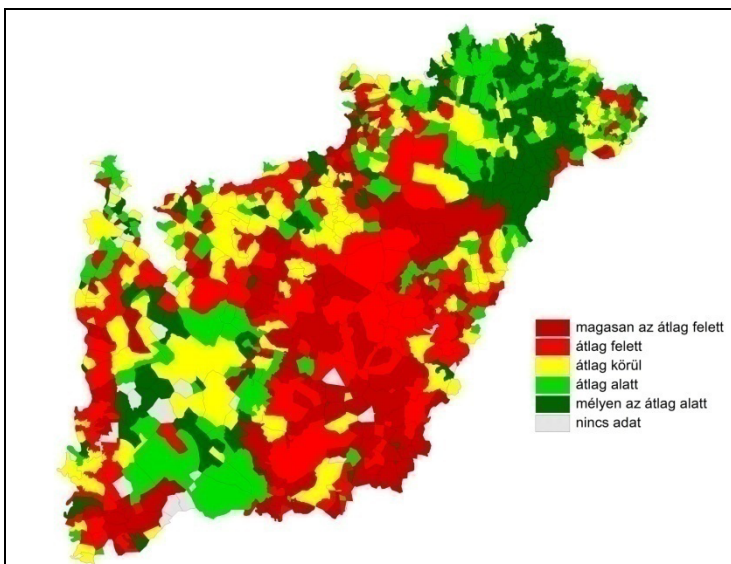 magasan az átlag felett
átlag felett
átlag körül
átlag alatt
mélyen az átlag alatt
nincs adat